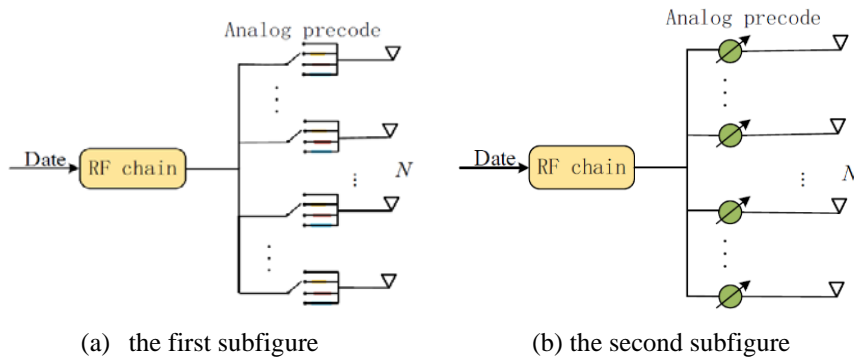 Analog precode
Date
RF chain
N
(a) the first subfigure
Analog precode
Date
RF chain
N
(b) the second subfigure